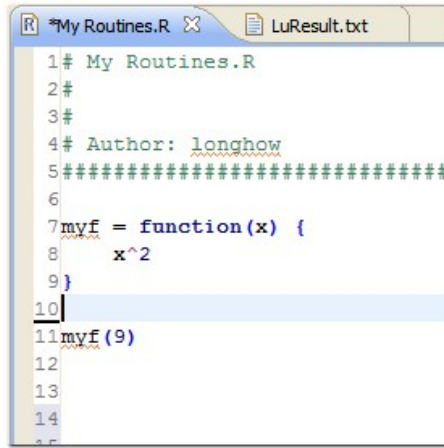 *My Routines.R LuResult.txt
1# My Routines.R
2#
3#
4# Author: longhow
5##############################
6
7myf = function(x) {
8 x^2
9}
10
11myf(9)
12
13
14
15